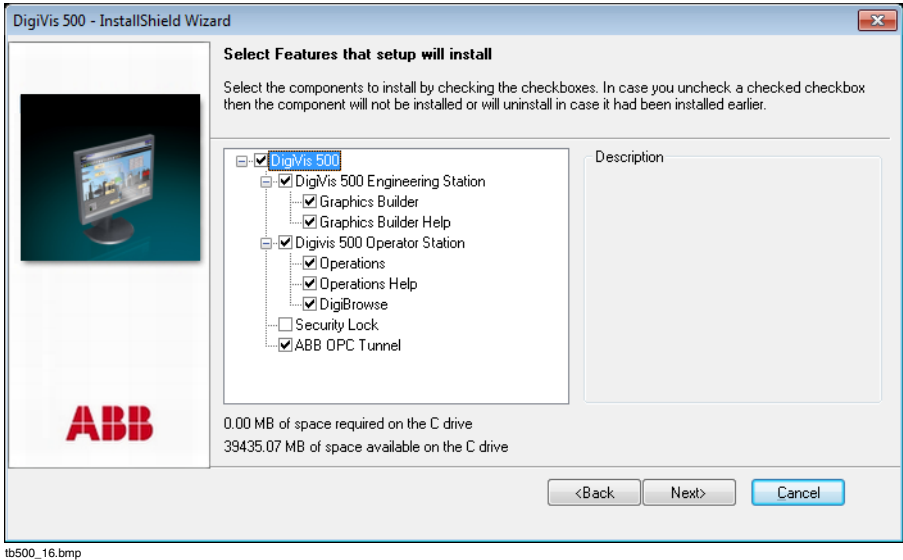 DigiVis 500 - InstallShield Wizard
Select Features that setup will install
Select the components to install by checking the checkboxes. In case you uncheck a checked checkbox
then the component will not be installed or will uninstall in case it had been installed earlier.
DigiVis 500
DigiVis 500 Engineering Station
Graphics Builder
Graphics Builder Help
Digivis 500 Operator Station
Operations
Operations Help
DigiBrowse
Security Lock
ABB OPC Tunnel
Description
ABB
0.00 MB of space required on the C drive
39435.07 MB of space available on the C drive
<Back
Next>
Cancel
tb500_16.bmp